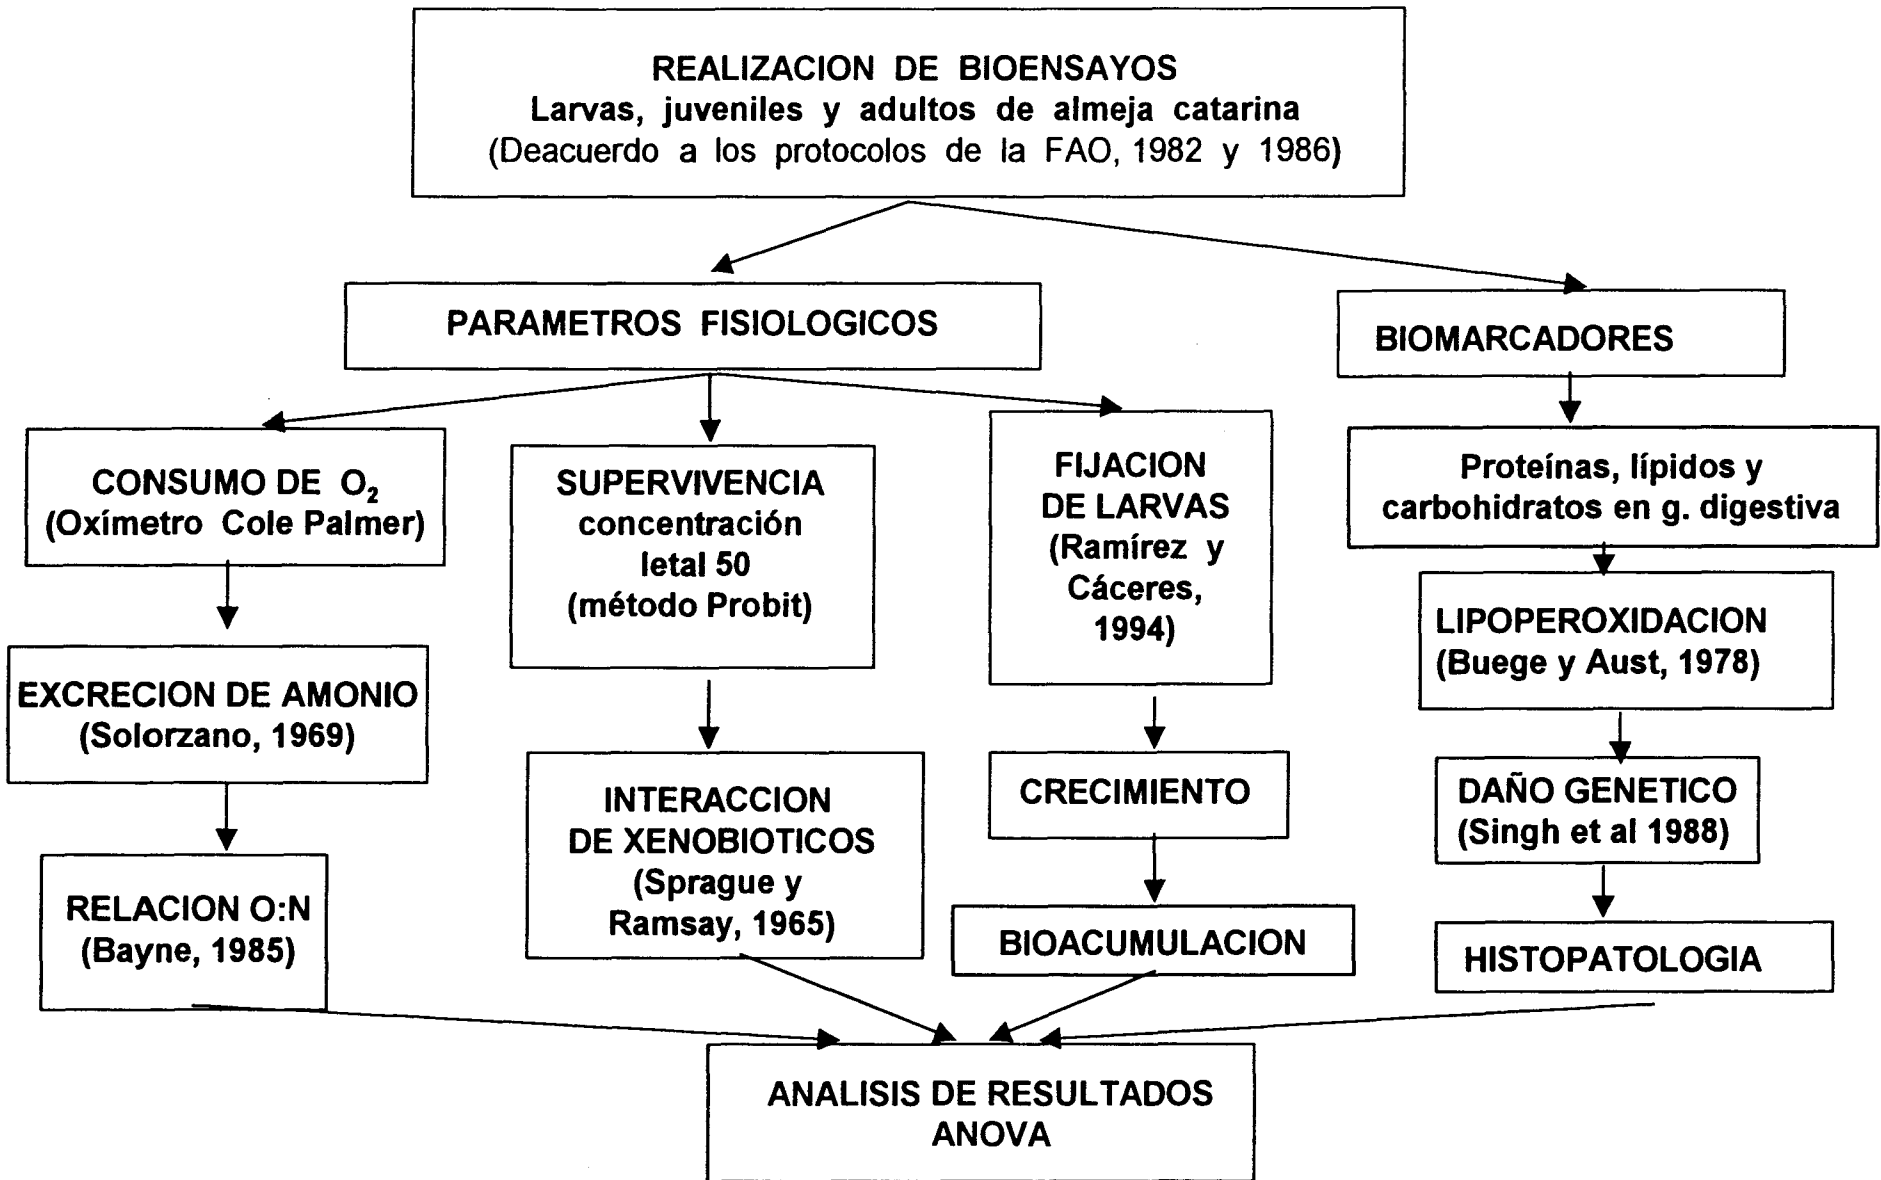 REALIZACION DE BIOENSAYOS
Larvas, juveniles y adultos de almeja catarina
(Deacuerdo a los protocolos de la FAO, 1982 y 1986)
PARAMETROS FISIOLOGICOS
BIOMARCADORES
CONSUMO DE O₂
(Oxímetro Cole Palmer)
SUPERVIVENCIA
concentración
letal 50
(método Probit)
FIJACION
DE LARVAS
(Ramírez y
Cáceres,
1994)
Proteínas, lípidos y
carbohidratos en g. digestiva
EXCRECION DE AMONIO
(Solorzano, 1969)
INTERACCION
DE XENOBIOTICOS
(Sprague y
Ramsay, 1965)
CRECIMIENTO
LIPOPEROXIDACION
(Buege y Aust, 1978)
RELACION O:N
(Bayne, 1985)
BIOACUMULACION
DAÑO GENETICO
(Singh et al 1988)
HISTOPATOLOGIA
ANALISIS DE RESULTADOS
ANOVA